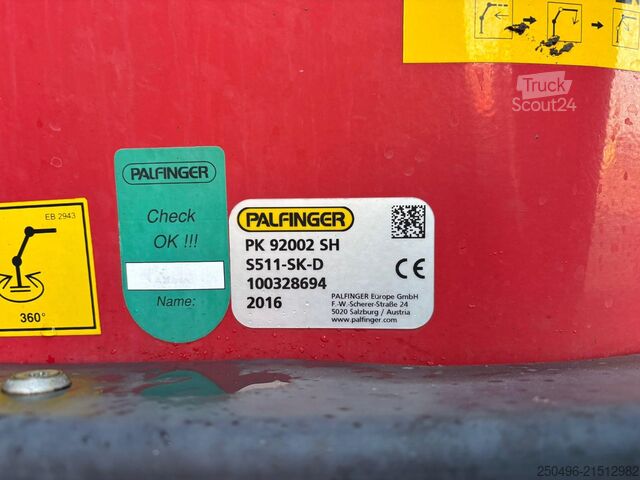 Truck
Scout24
PALFINGER
Check
OK !!!
Name:
EB 2943
360°
PALFINGER
PK 92002 SH
S511-SK-D
100328694
2016
CE
PALFINGER Europe GmbH
F.-W.-Scherer-Straße 24
5020 Salzburg / Austria
www.palfinger.com
250496-21512982